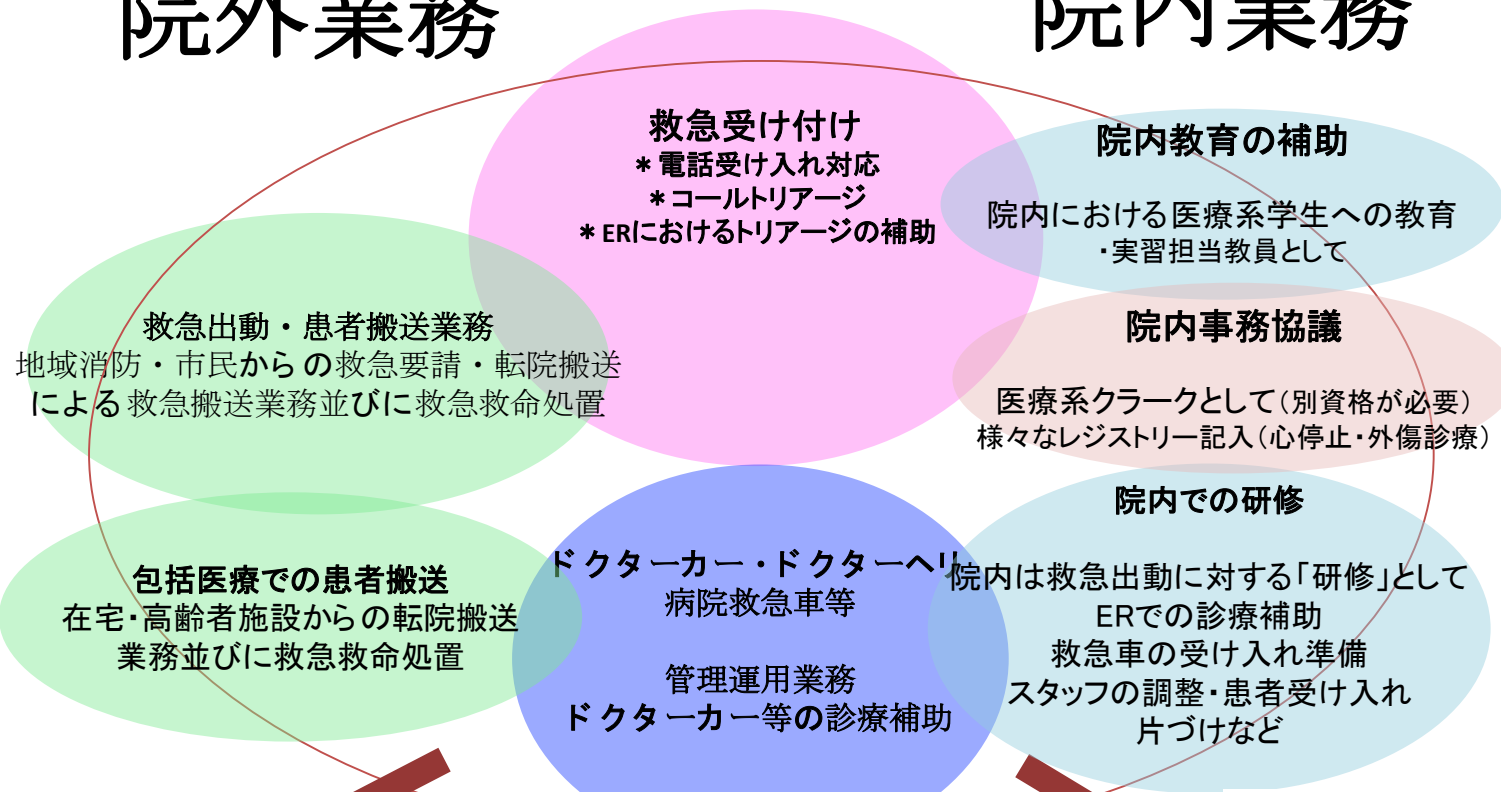 院外業務
院内業務
救急受け付け
＊電話受け入れ対応
＊コールトリアージ
＊ERにおけるトリアージの補助
院内教育の補助
院内における医療系学生への教育
・実習担当教員として
救急出動・患者搬送業務
地域消防・市民からの救急要請・転院搬送
による救急搬送業務並びに救急救命処置
院内事務協議
医療系クラークとして（別資格が必要）
様々なレジストリー記入（心停止・外傷診療）
包括医療での患者搬送
在宅・高齢者施設からの転院搬送
業務並びに救急救命処置
ドクターカー・ドクターヘリ
病院救急車等
管理運用業務
ドクターカー等の診療補助
院内での研修
院内は救急出動に対する「研修」として
ERでの診療補助
救急車の受け入れ準備
スタッフの調整・患者受け入れ
片づけなど